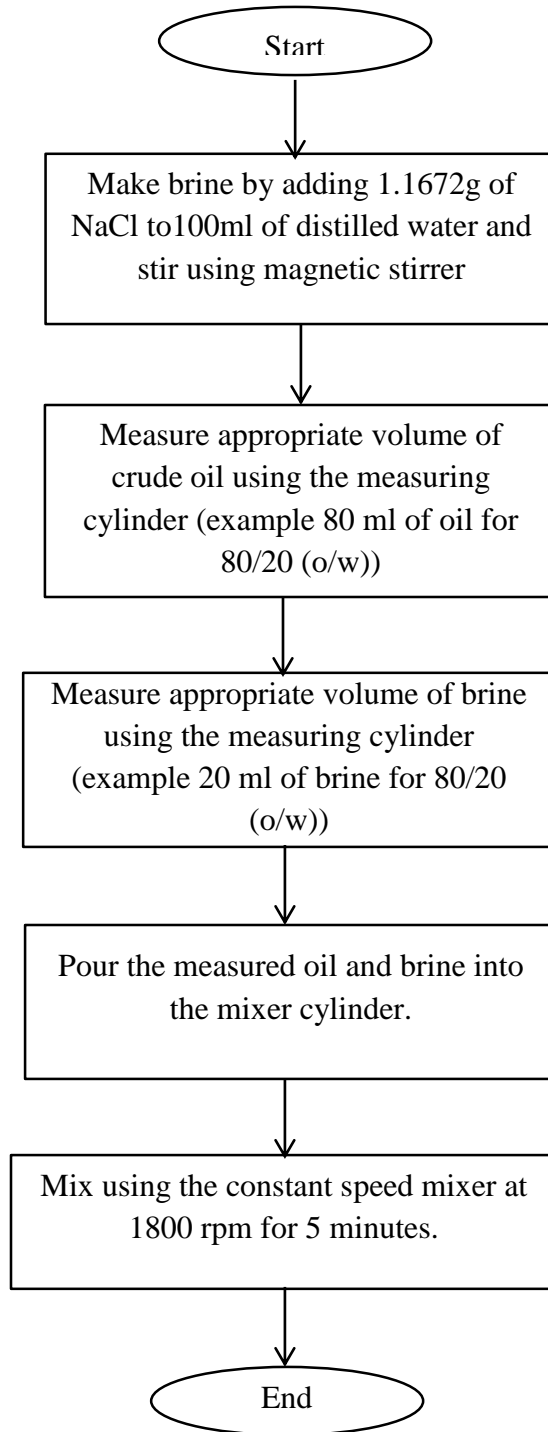 Start
Make brine by adding 1.1672g of
NaCl to100ml of distilled water and
stir using magnetic stirrer
Measure appropriate volume of
crude oil using the measuring
cylinder (example 80 ml of oil for
80/20 (o/w))
Measure appropriate volume of brine
using the measuring cylinder
(example 20 ml of brine for 80/20
(o/w))
Pour the measured oil and brine into
the mixer cylinder.
Mix using the constant speed mixer at
1800 rpm for 5 minutes.
End